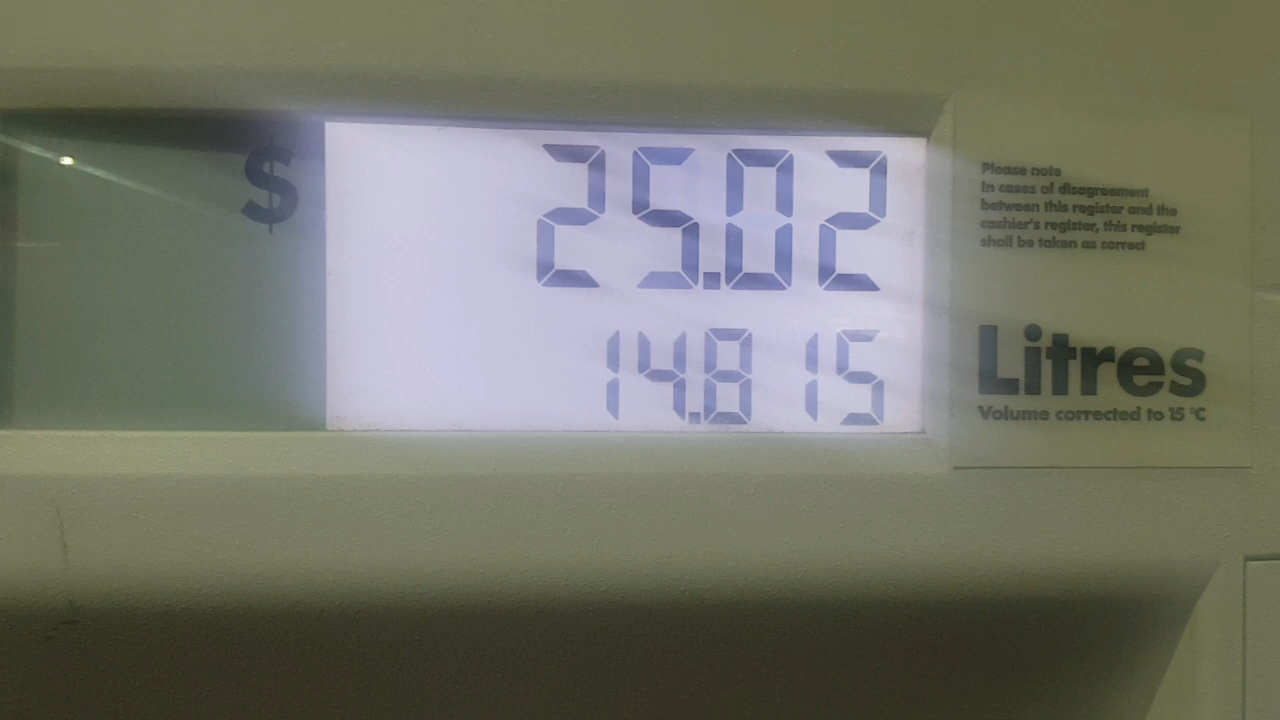 $ 25.02
14.815
Please note
In cases of disagreement
between this register and the
cashier's register, this register
shall be taken as correct
Litres
Volume corrected to 15 °C